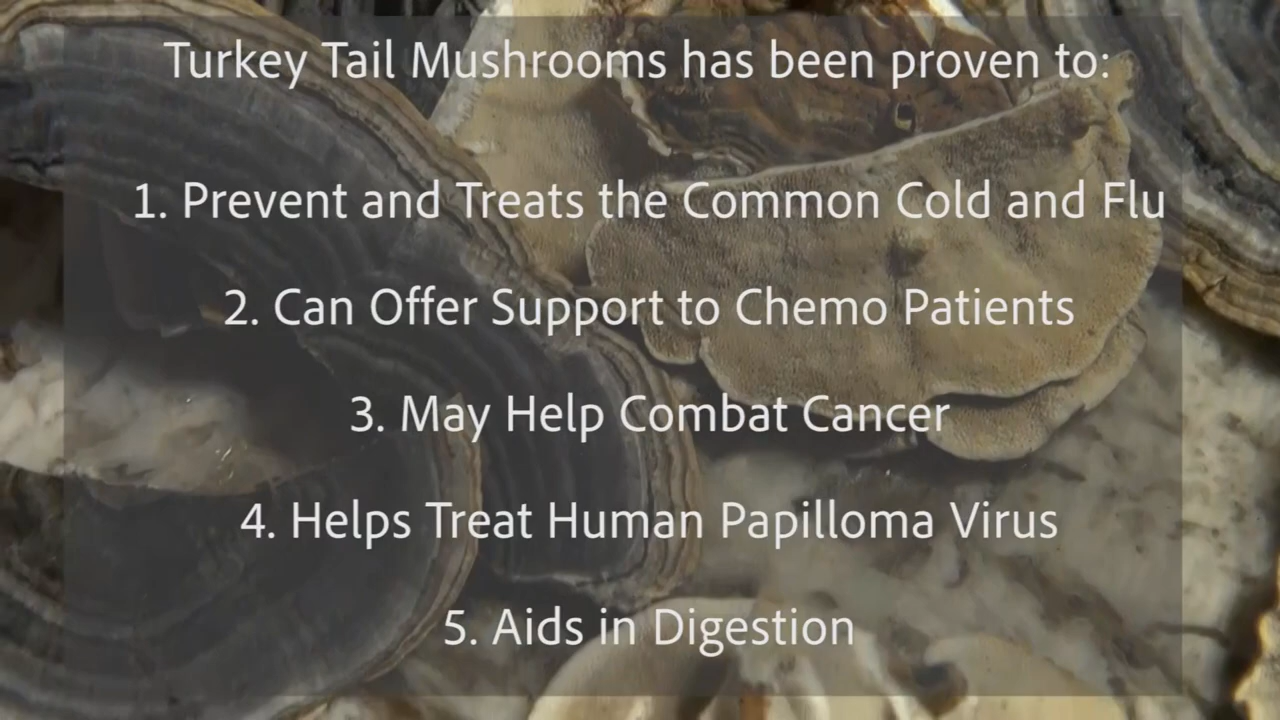 Turkey Tail Mushrooms has been proven to:
1. Prevent and Treats the Common Cold and Flu
2. Can Offer Support to Chemo Patients
3. May Help Combat Cancer
4. Helps Treat Human Papilloma Virus
5. Aids in Digestion